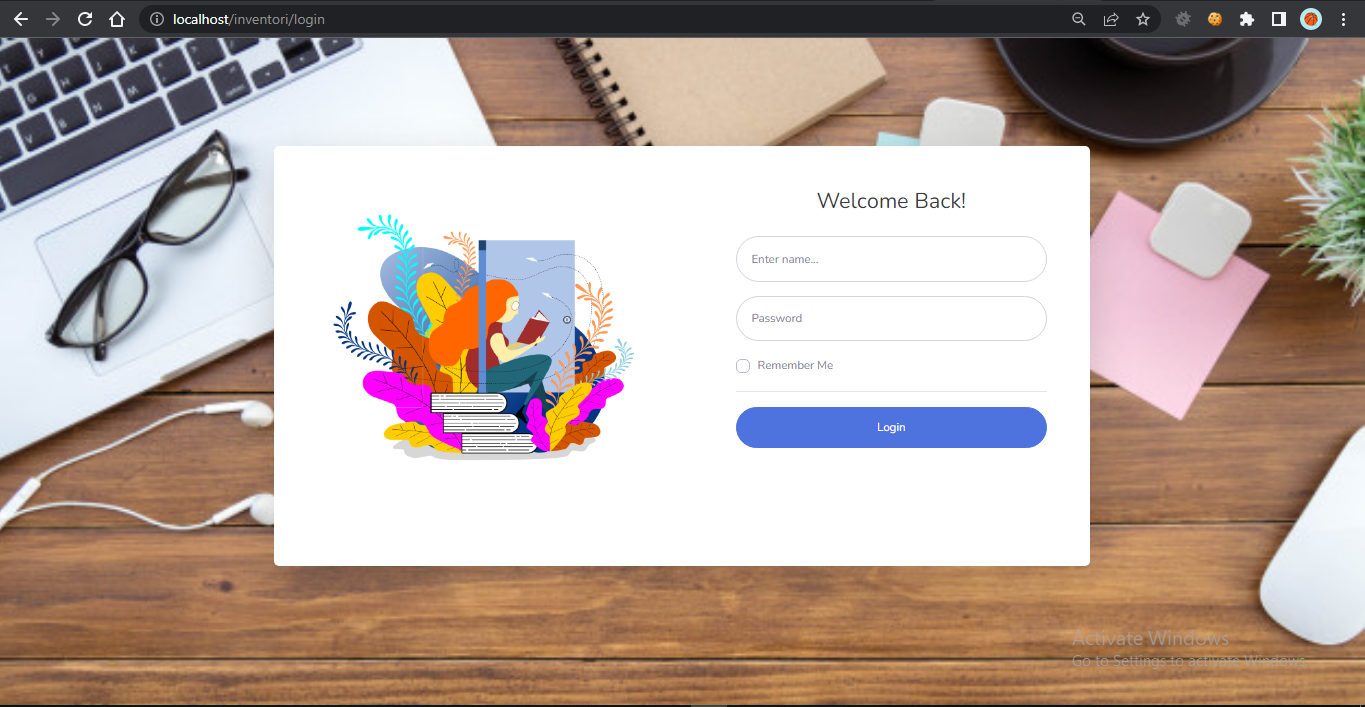 localhost/inventori/login
Welcome Back!
Enter name...
Password
Remember Me
Login
Activate Windows
Go to Settings to activate Windows.